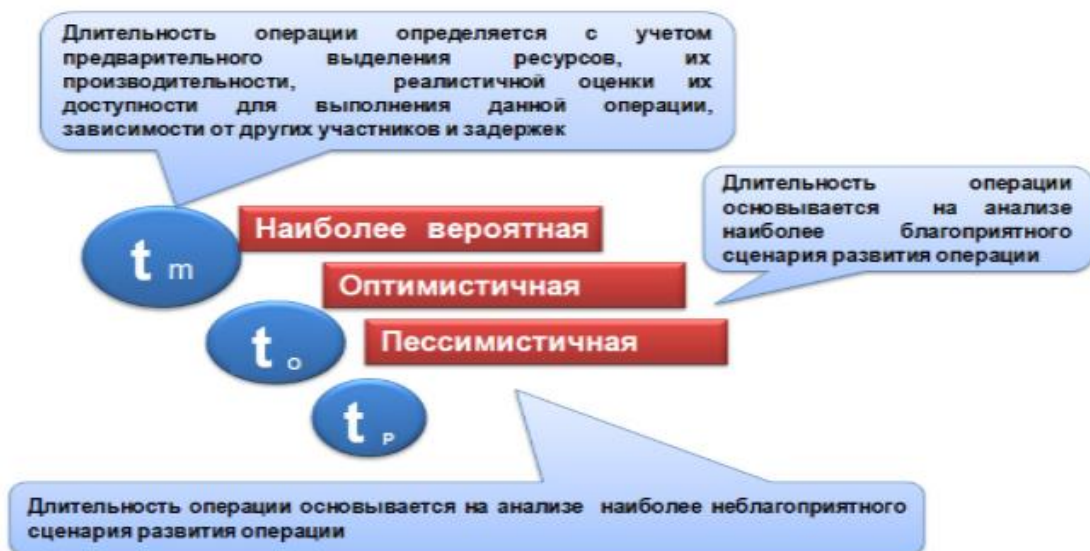 Длительность операции определяется с учетом
предварительного выделения ресурсов, их
производительности, реалистичной оценки их
доступности для выполнения данной операции,
зависимости от других участников и задержек
t m
Наиболее вероятная
Длительность операции
основывается на анализе
наиболее благоприятного
сценария развития операции
Оптимистичная
t o
Пессимистичная
t P
Длительность операции основывается на анализе наиболее неблагоприятного
сценария развития операции